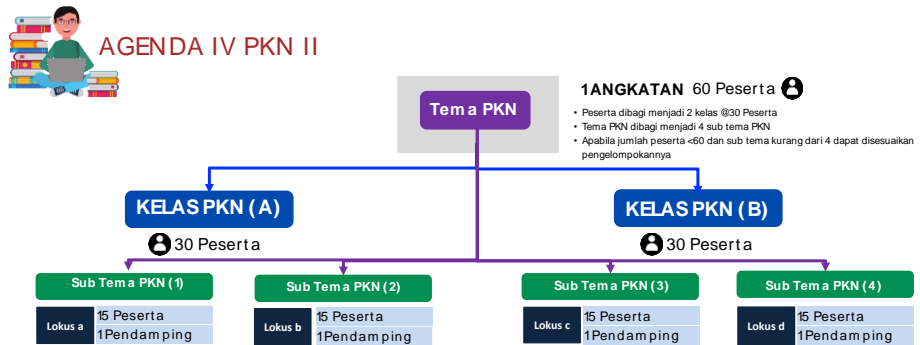 AGENDA IV PKN II
Tema PKN
1ANGKATAN 60 Peserta
• Peserta dibagi menjadi 2 kelas @30 Peserta
• Tema PKN dibagi menjadi 4 sub tema PKN
• Apabila jumlah peserta <60 dan sub tema kurang dari 4 dapat disesuaikan
pengelompokannya
KELAS PKN (A)
KELAS PKN (B)
30 Peserta
30 Peserta
Sub Tema PKN (1)
Sub Tema PKN (2)
Sub Tema PKN (3)
Sub Tema PKN (4)
Lokus a
15 Peserta
1Pendamping
Lokus b
15 Peserta
1Pendamping
Lokus c
15 Peserta
1Pendamping
Lokus d
15 Peserta
1Pendamping